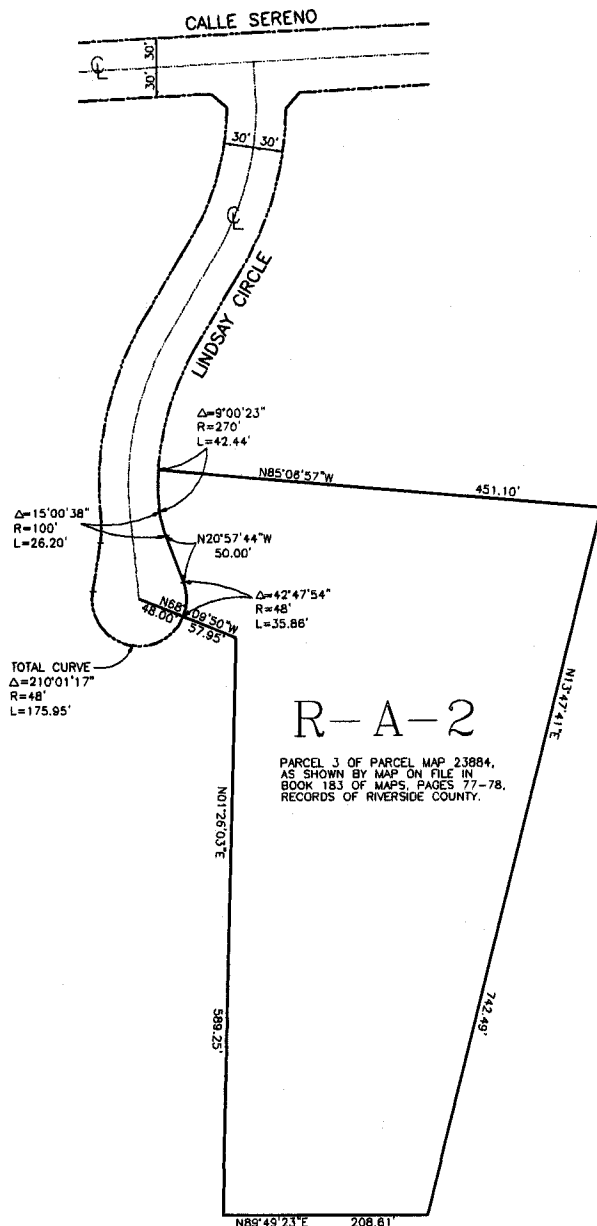 CALLE SERENO
℄
30'
30'
30' 30'
℄
LINDSAY CIRCLE
Δ=9°00'23"
R=270'
L=42.44'
N85°06'57"W
451.10'
Δ=15°00'38"
R=100'
L=26.20'
N20°57'44"W
50.00'
Δ=42°47'54"
R=48'
L=35.86'
N68°09'50"W
48.00' 57.95'
TOTAL CURVE
Δ=210°01'17"
R=48'
L=175.95'
N13°47'41"E
R-A-2
PARCEL 3 OF PARCEL MAP 23884,
AS SHOWN BY MAP ON FILE IN
BOOK 183 OF MAPS, PAGES 77-78,
RECORDS OF RIVERSIDE COUNTY.
N01°26'03"E
589.25'
742.49'
N89°49'23"E 208.61'